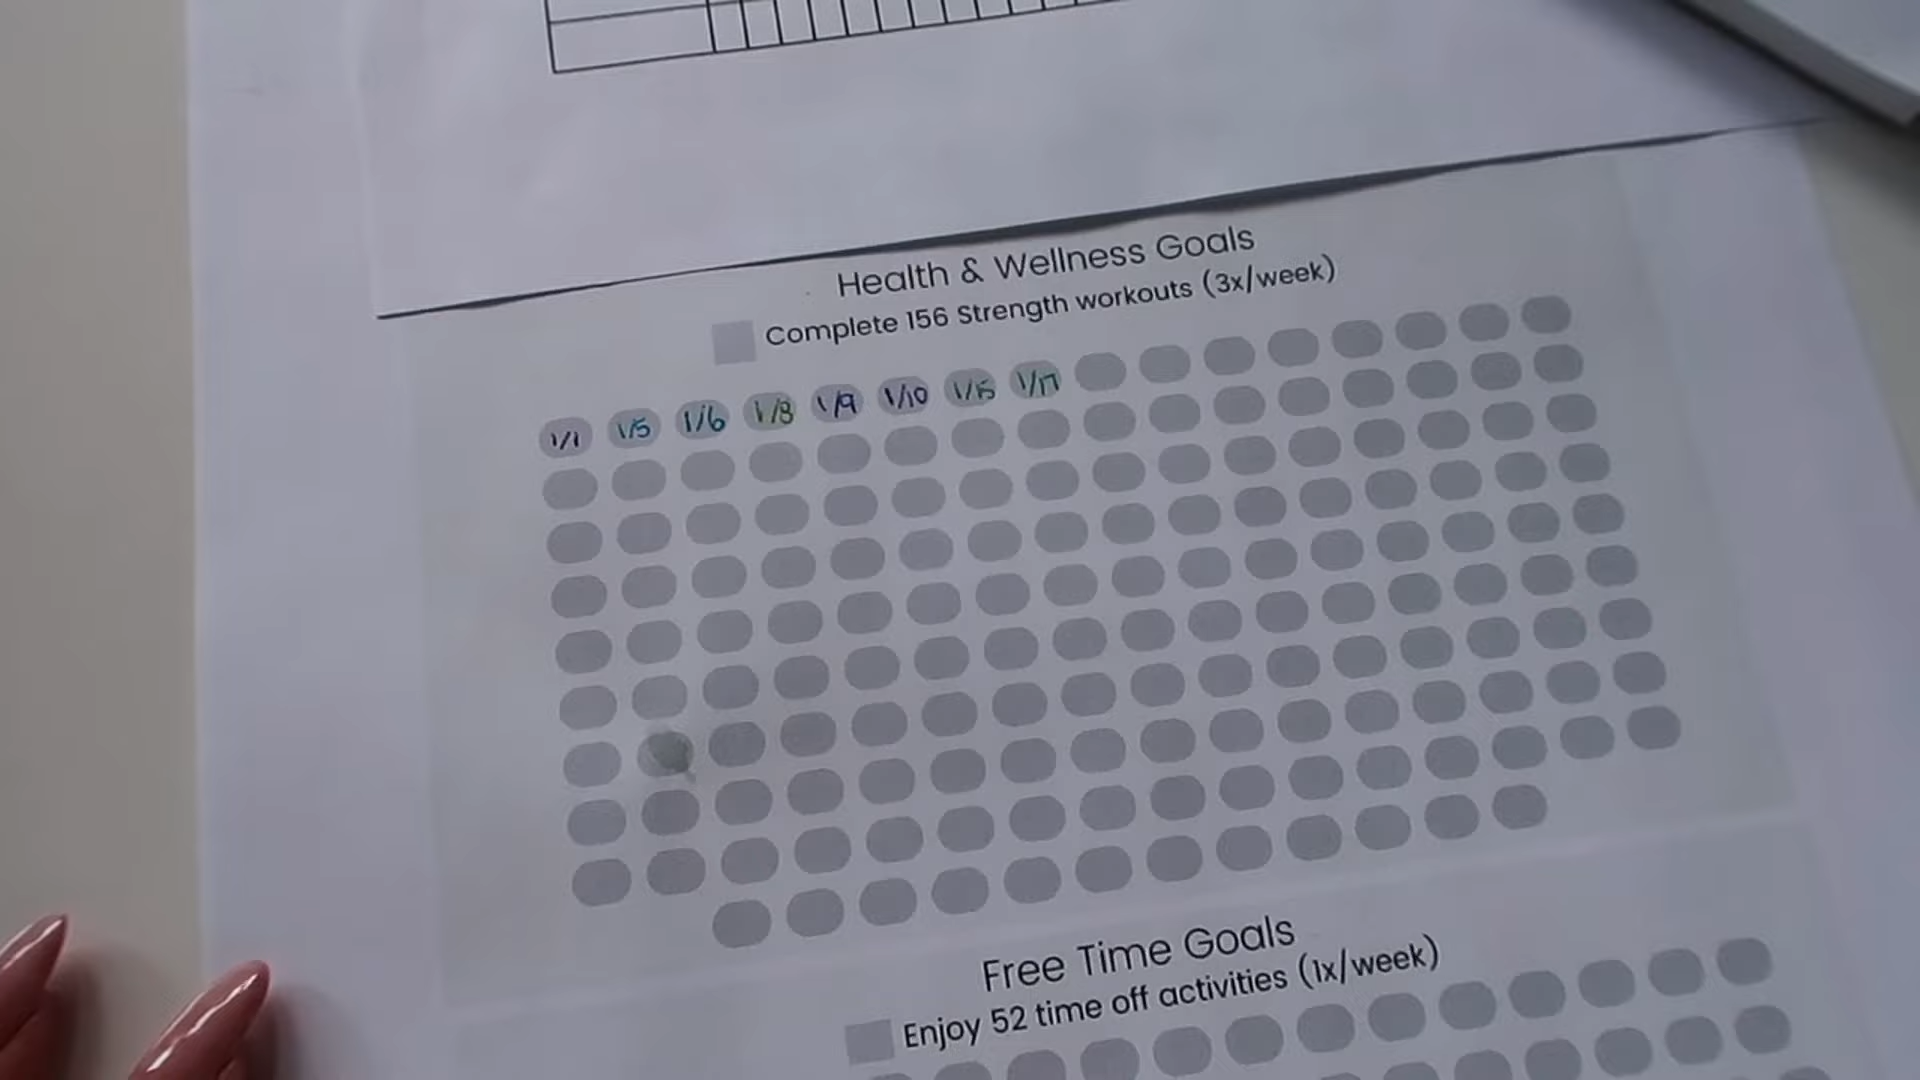 Health & Wellness Goals
Complete 156 Strength workouts (3x/week)
1/1 1/5 1/6 1/8 1/9 1/10 1/15 1/17
Free Time Goals
Enjoy 52 time off activities (1x/week)